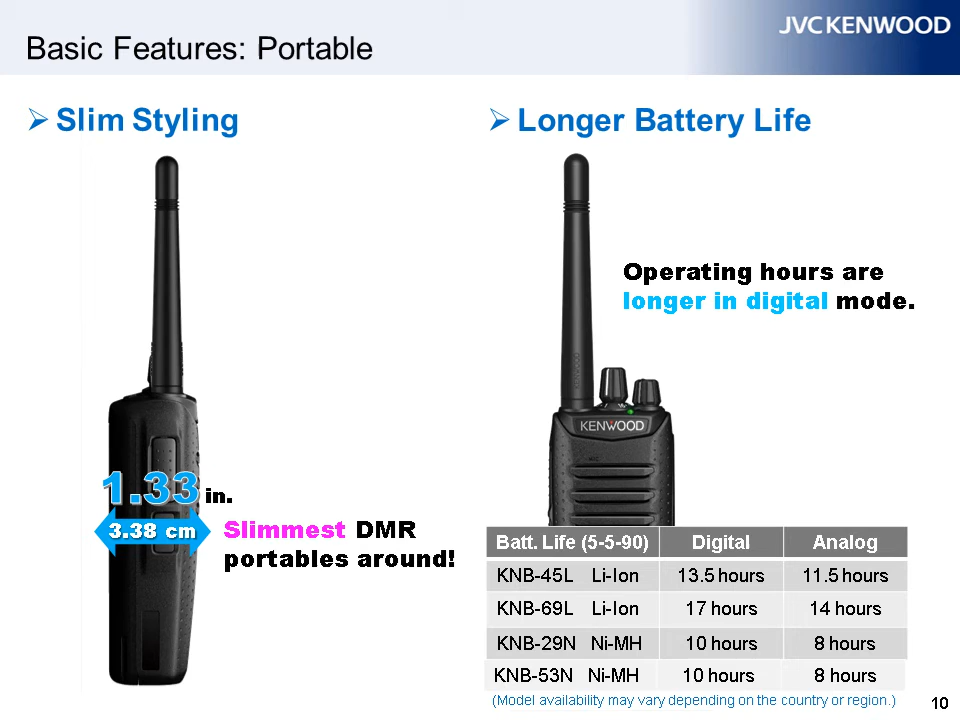 JVCKENWOOD
Basic Features: Portable
Slim Styling
1.33 in.
3.38 cm
Slimmest DMR
portables around!
Longer Battery Life
Operating hours are
longer in digital mode.
KENWOOD
KENWOOD
Batt. Life (5-5-90) Digital Analog
KNB-45L Li-Ion 13.5 hours 11.5 hours
KNB-69L Li-Ion 17 hours 14 hours
KNB-29N Ni-MH 10 hours 8 hours
KNB-53N Ni-MH 10 hours 8 hours
(Model availability may vary depending on the country or region.)
10